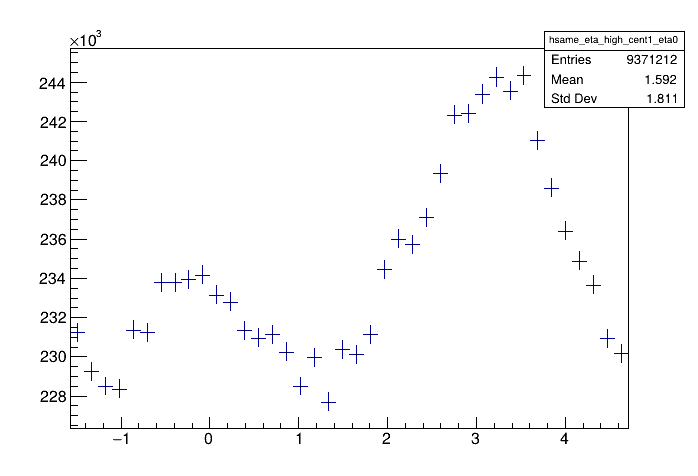 ×10³
hsame_eta_high_cent1_eta0
Entries 9371212
Mean 1.592
Std Dev 1.811
244
242
240
238
236
234
232
230
228
−1 0 1 2 3 4